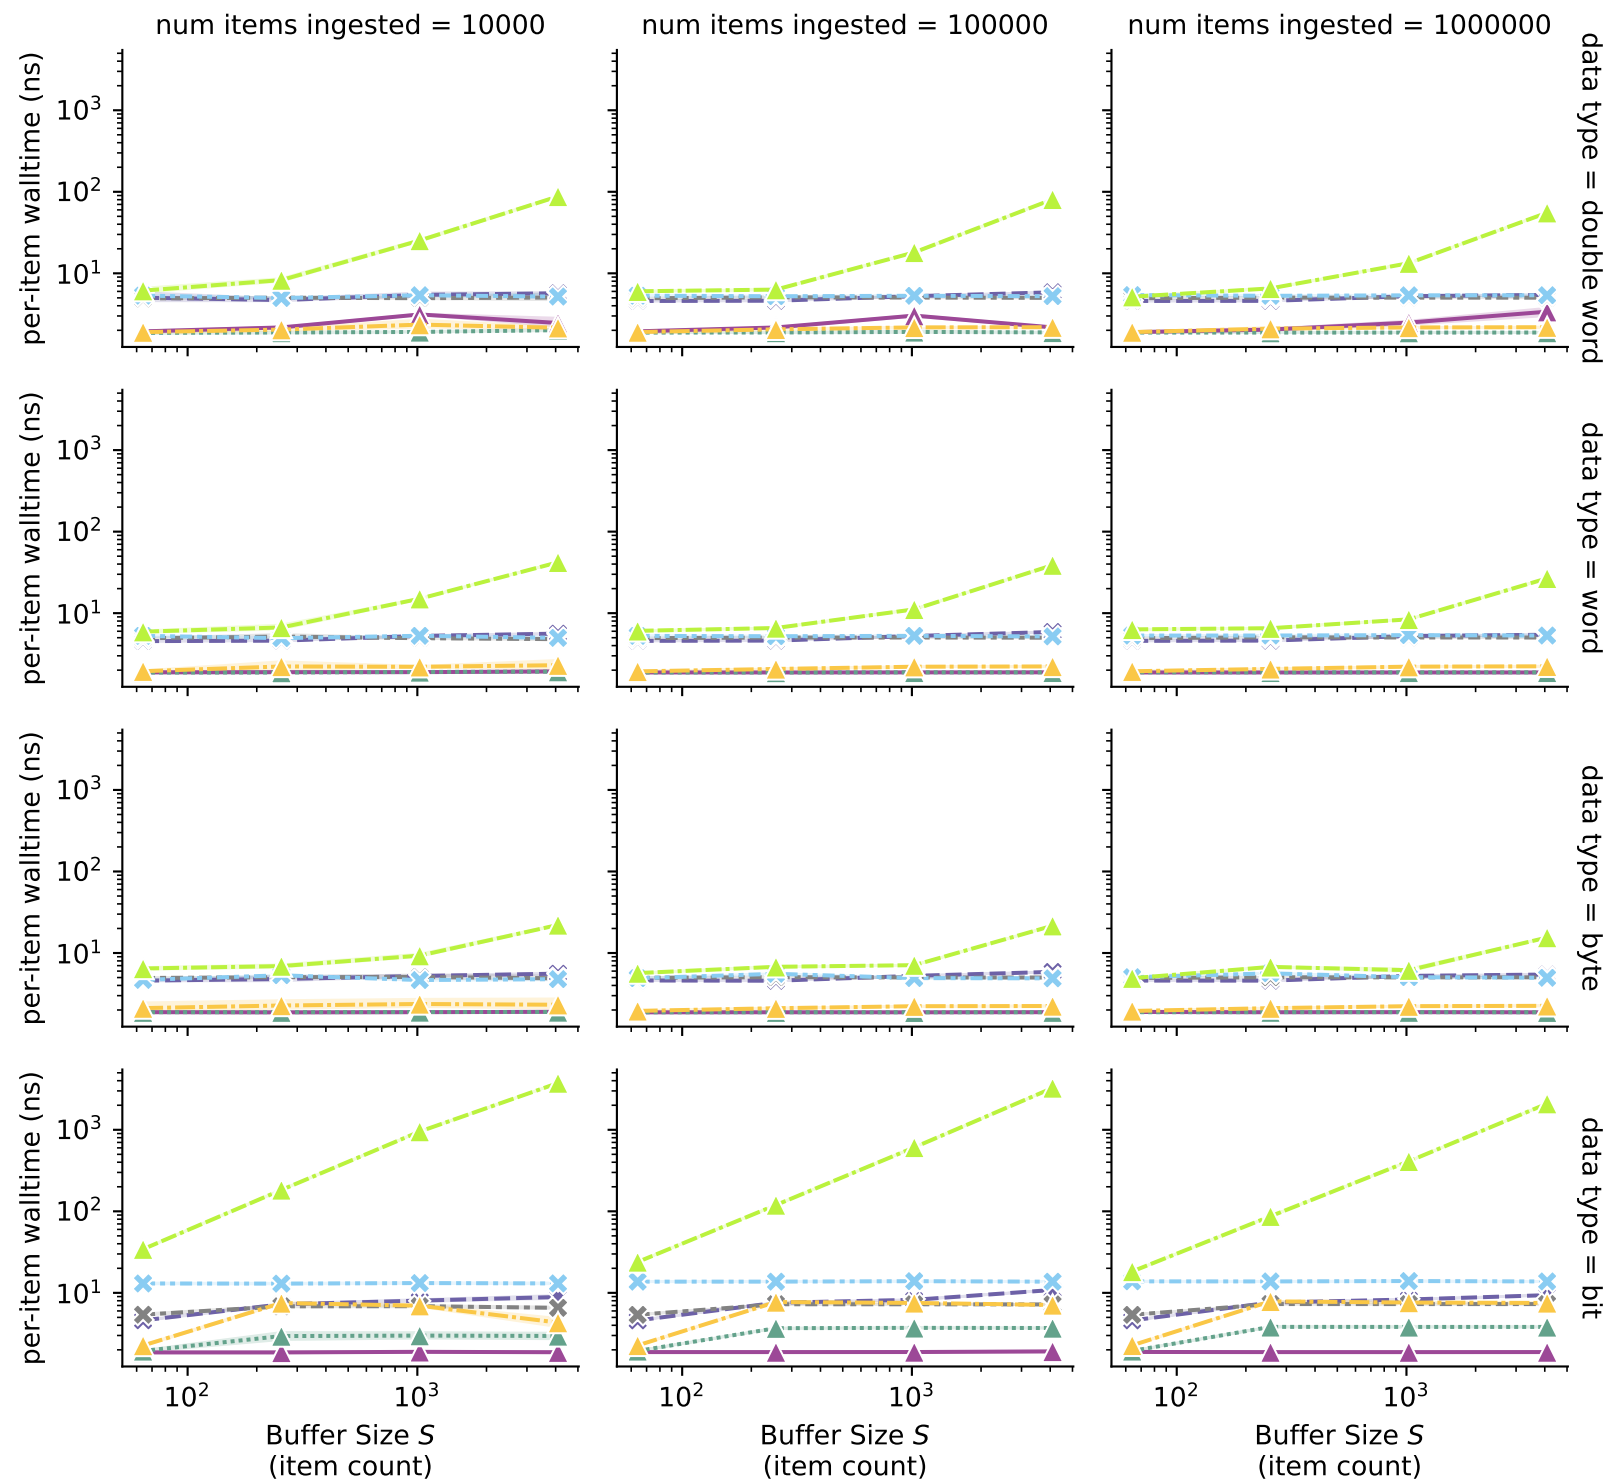 num items ingested = 10000
num items ingested = 100000
num items ingested = 1000000
per-item walltime (ns)
10³
10²
10¹
data type = double word
per-item walltime (ns)
10³
10²
10¹
data type = word
per-item walltime (ns)
10³
10²
10¹
data type = byte
per-item walltime (ns)
10³
10²
10¹
data type = bit
10² 10³
10² 10³
10² 10³
Buffer Size S
(item count)
Buffer Size S
(item count)
Buffer Size S
(item count)